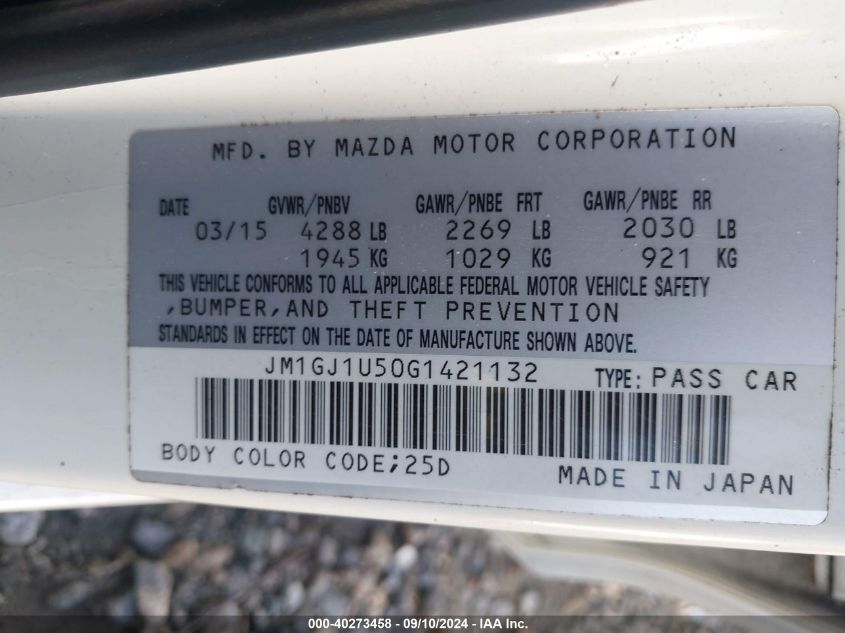 MFD. BY MAZDA MOTOR CORPORATION
DATE GVWR/PNBV GAWR/PNBE FRT GAWR/PNBE RR
03/15 4288 LB 2269 LB 2030 LB
1945 KG 1029 KG 921 KG
THIS VEHICLE CONFORMS TO ALL APPLICABLE FEDERAL MOTOR VEHICLE SAFETY
,BUMPER,AND THEFT PREVENTION
STANDARDS IN EFFECT ON THE DATE OF MANUFACTURE SHOWN ABOVE.
JM1GJ1U50G1421132 TYPE: PASS CAR
BODY COLOR CODE;25D MADE IN JAPAN
000-40273458 - 09/10/2024 - IAA Inc.